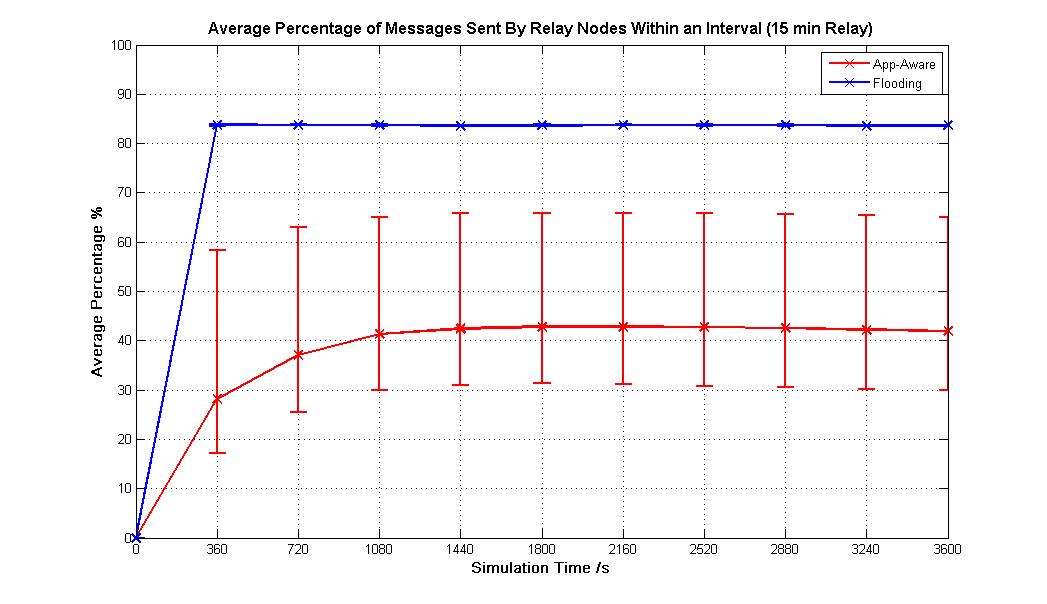 Average Percentage of Messages Sent By Relay Nodes Within an Interval (15 min Relay)
App-Aware
Flooding
Average Percentage %
100
90
80
70
60
50
40
30
20
10
0
0 360 720 1080 1440 1800 2160 2520 2880 3240 3600
Simulation Time /s